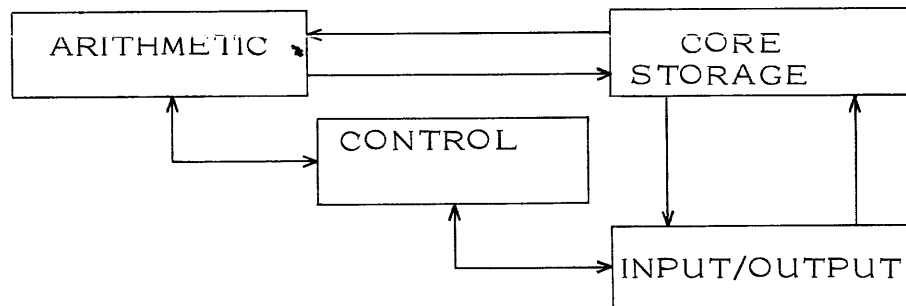 ARITHMETIC
CORE
STORAGE
CONTROL
INPUT/OUTPUT